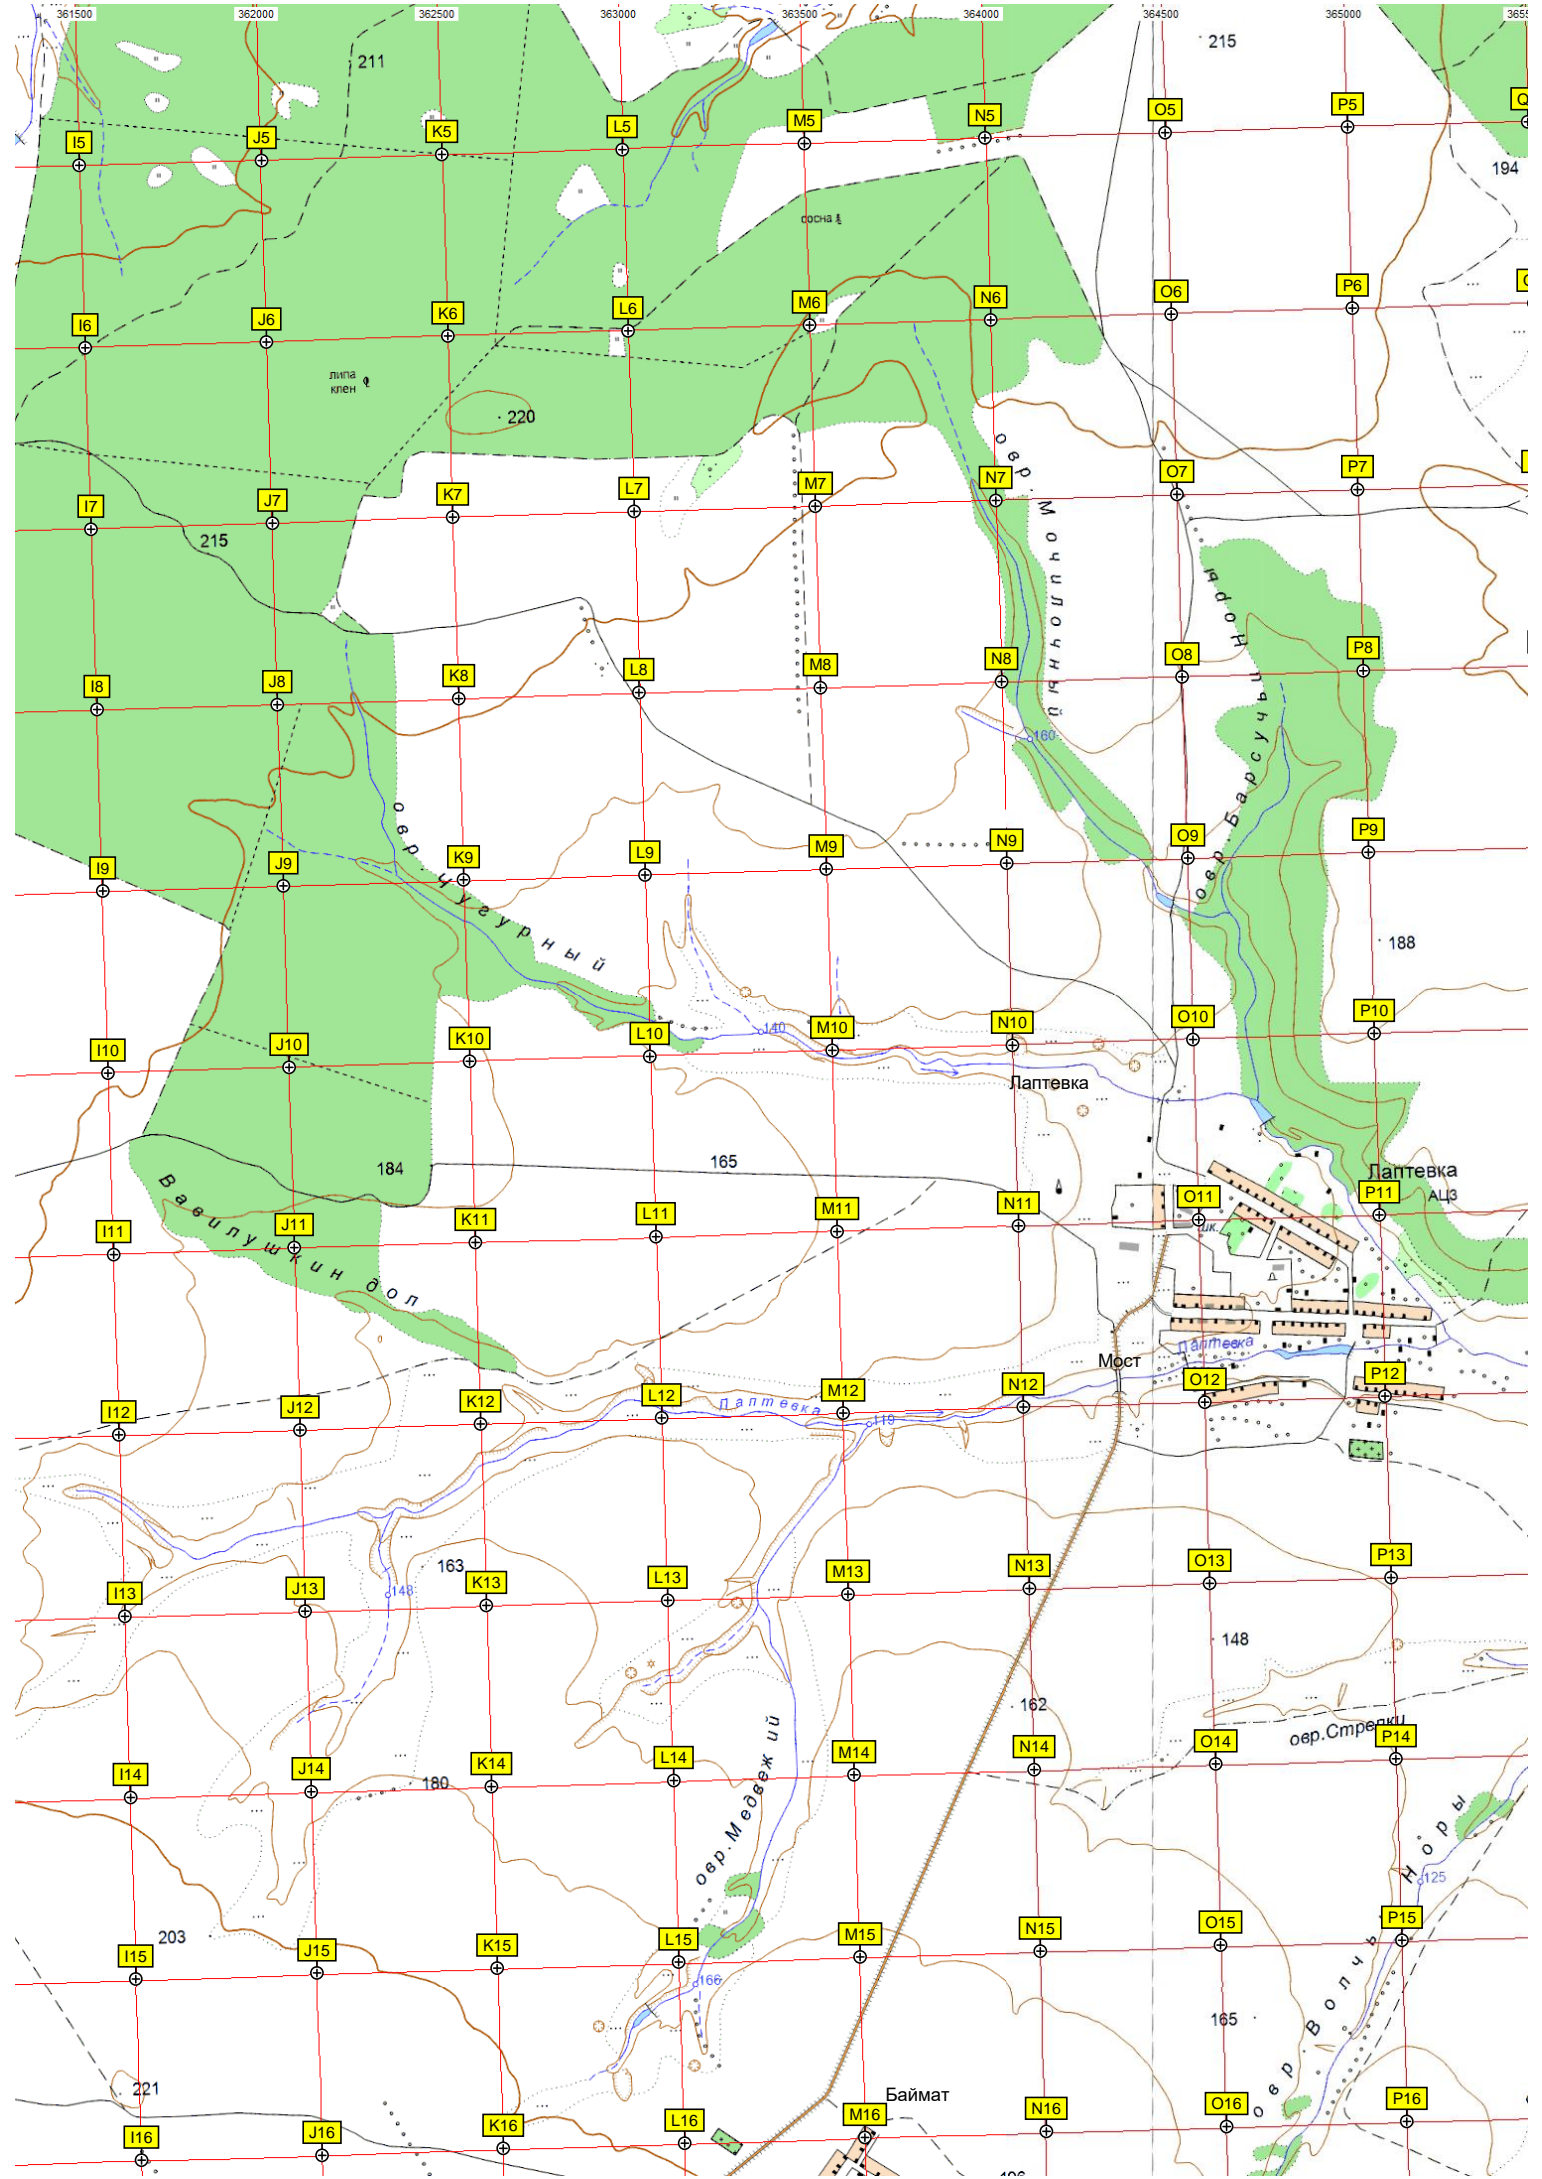 361500 362000 362500 363000 363500 364000 364500 365000 365
215
211
I5 J5 K5 L5 M5 N5 O5 P5 Q
194
сосна
I6 J6 K6 L6 M6 N6 O6 P6
липа
клен
220
овр. Мочилочный
I7 J7 K7 L7 M7 N7 O7 P7
215
овр. Барсучьи Норы
I8 J8 K8 L8 M8 N8 O8 P8
160
овр. Чугурный
I9 J9 K9 L9 M9 N9 O9 P9
188
I10 J10 K10 L10 M10 N10 O10 P10
140
Лаптевка
184
165
Лаптевка
АЦЗ
Вавилушкин дол
I11 J11 K11 L11 M11 N11 O11 P11
шк.
Лаптевка
Мост
I12 J12 K12 L12 M12 N12 O12 P12
Лаптевка
119
163
148
I13 J13 K13 L13 M13 N13 O13 P13
148
162
овр.Стрелки
I14 J14 K14 L14 M14 N14 O14 P14
180
овр.Медвежий
овр. Волчьи Норы
125
203
I15 J15 K15 L15 M15 N15 O15 P15
166
165
221
Баймат
I16 J16 K16 L16 M16 N16 O16 P16